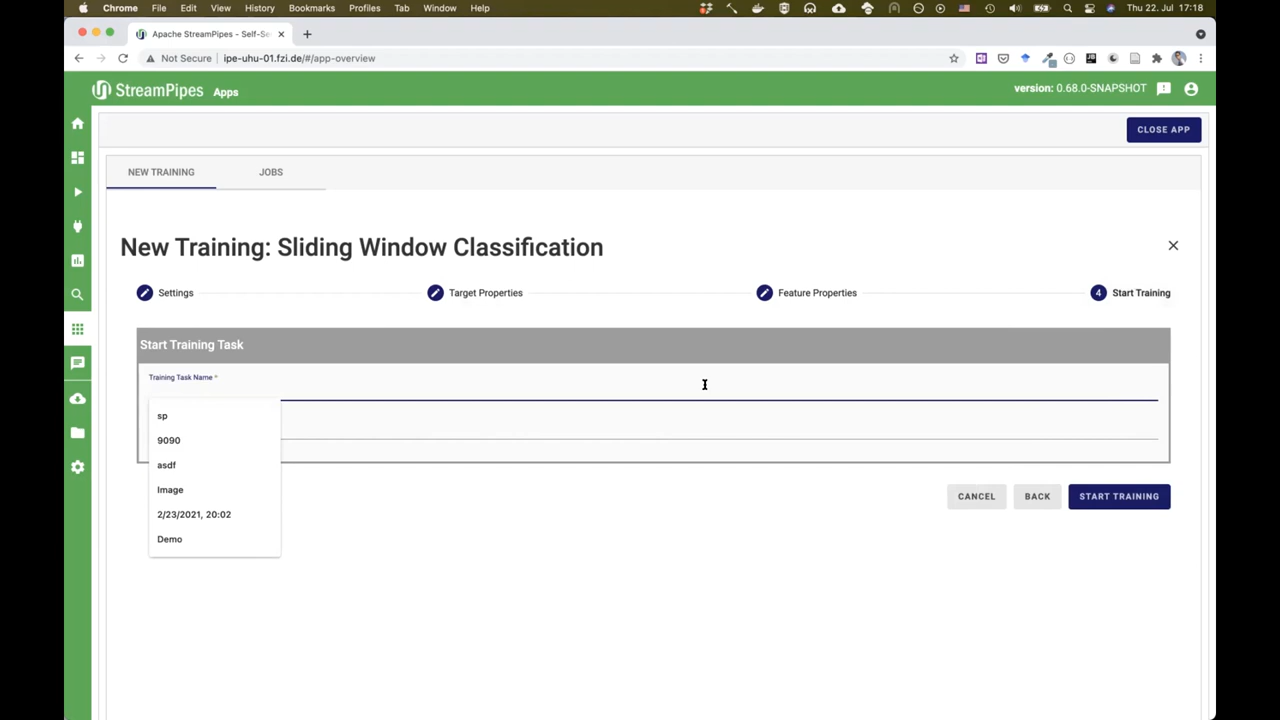 Chrome File Edit View History Bookmarks Profiles Tab Window Help Thu 22. Jul 17:18
Apache StreamPipes - Self-Se
Not Secure ipe-uhu-01.fzi.de/#/app-overview
StreamPipes Apps version: 0.68.0-SNAPSHOT
CLOSE APP
NEW TRAINING JOBS
New Training: Sliding Window Classification
Settings Target Properties Feature Properties 4 Start Training
Start Training Task
Training Task Name *
sp
9090
asdf
Image
2/23/2021, 20:02
Demo
CANCEL BACK START TRAINING